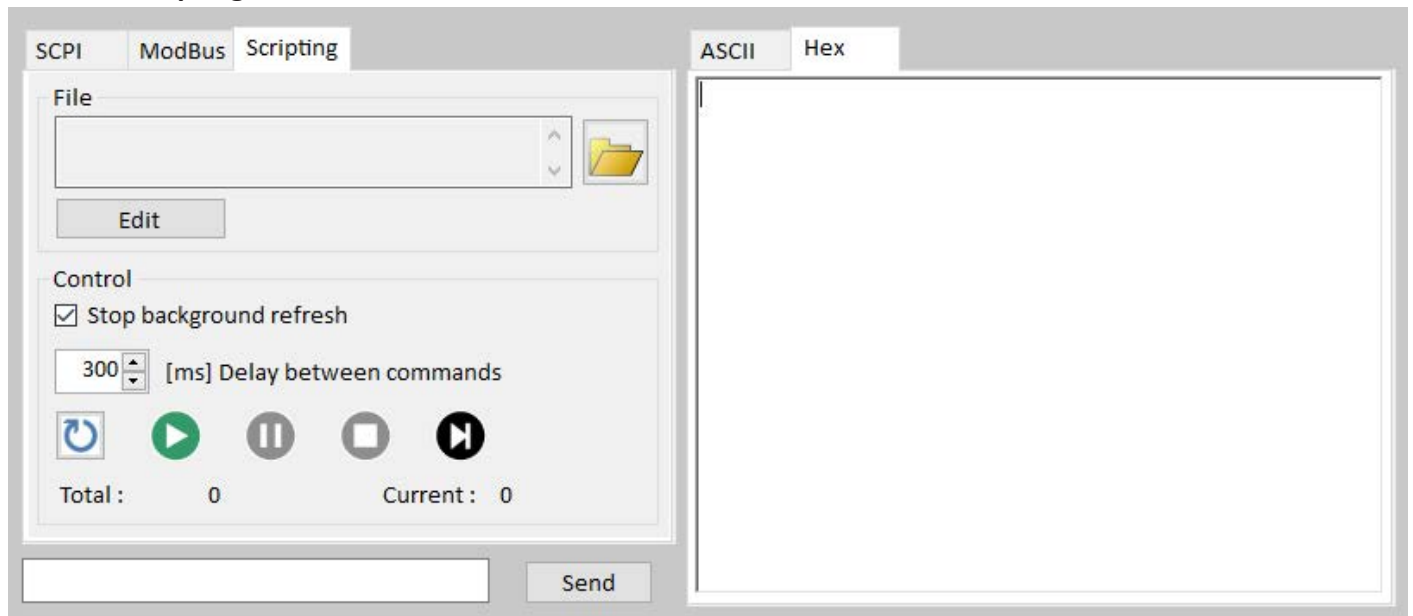 SCPI ModBus Scripting
File
Edit
Control
Stop background refresh
300 [ms] Delay between commands
Total : 0 Current : 0
Send
ASCII Hex